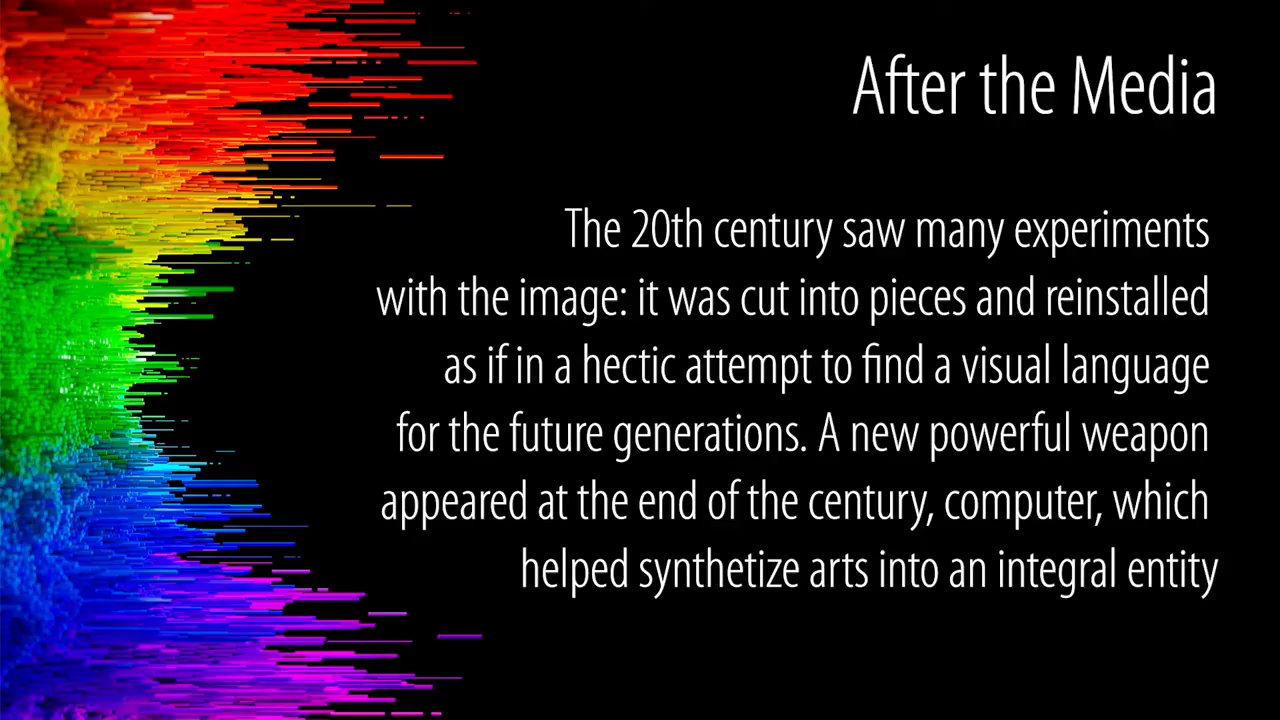 After the Media
The 20th century saw many experiments
with the image: it was cut into pieces and reinstalled
as if in a hectic attempt to find a visual language
for the future generations. A new powerful weapon
appeared at the end of the century, computer, which
helped synthetize arts into an integral entity